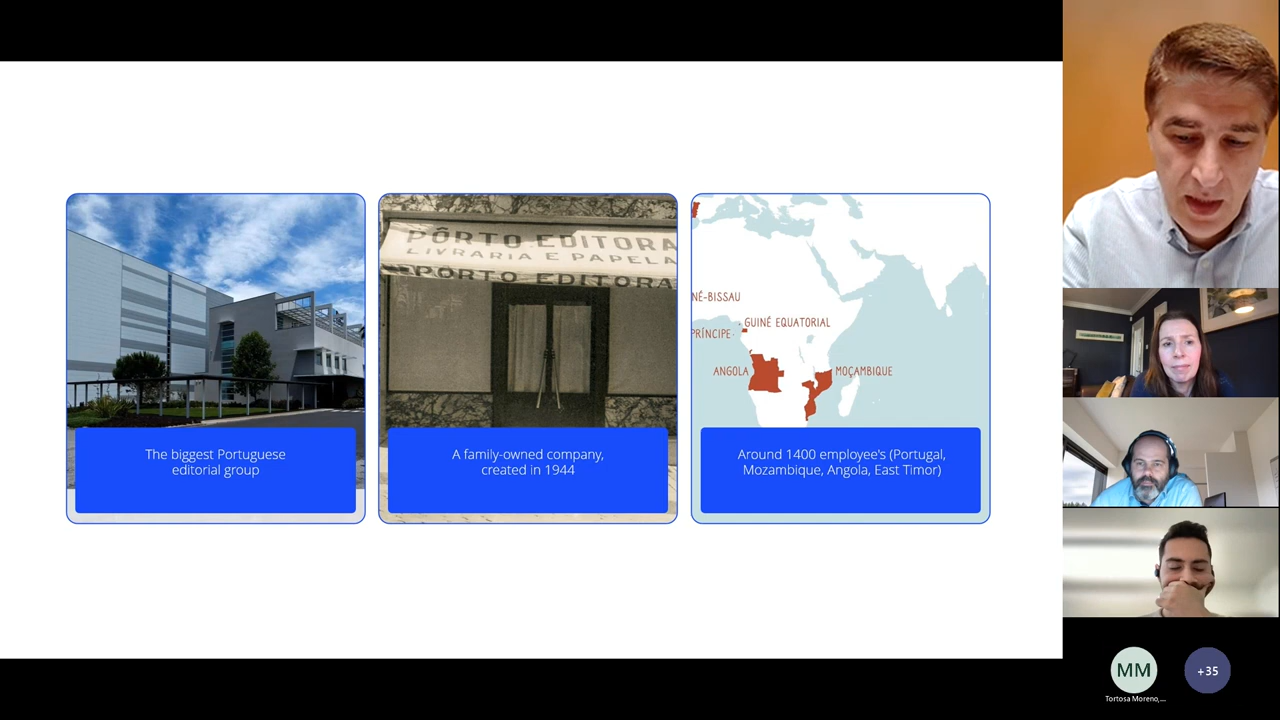 PÔRTO EDITORA
LIVRARIA E PAPELA
PORTO EDITORA
NÉ-BISSAU
GUINÉ EQUATORIAL
PRÍNCIPE
ANGOLA
MOÇAMBIQUE
The biggest Portuguese
editorial group
A family-owned company,
created in 1944
Around 1400 employee's (Portugal,
Mozambique, Angola, East Timor)
MM
+35
Tortosa Moreno,...